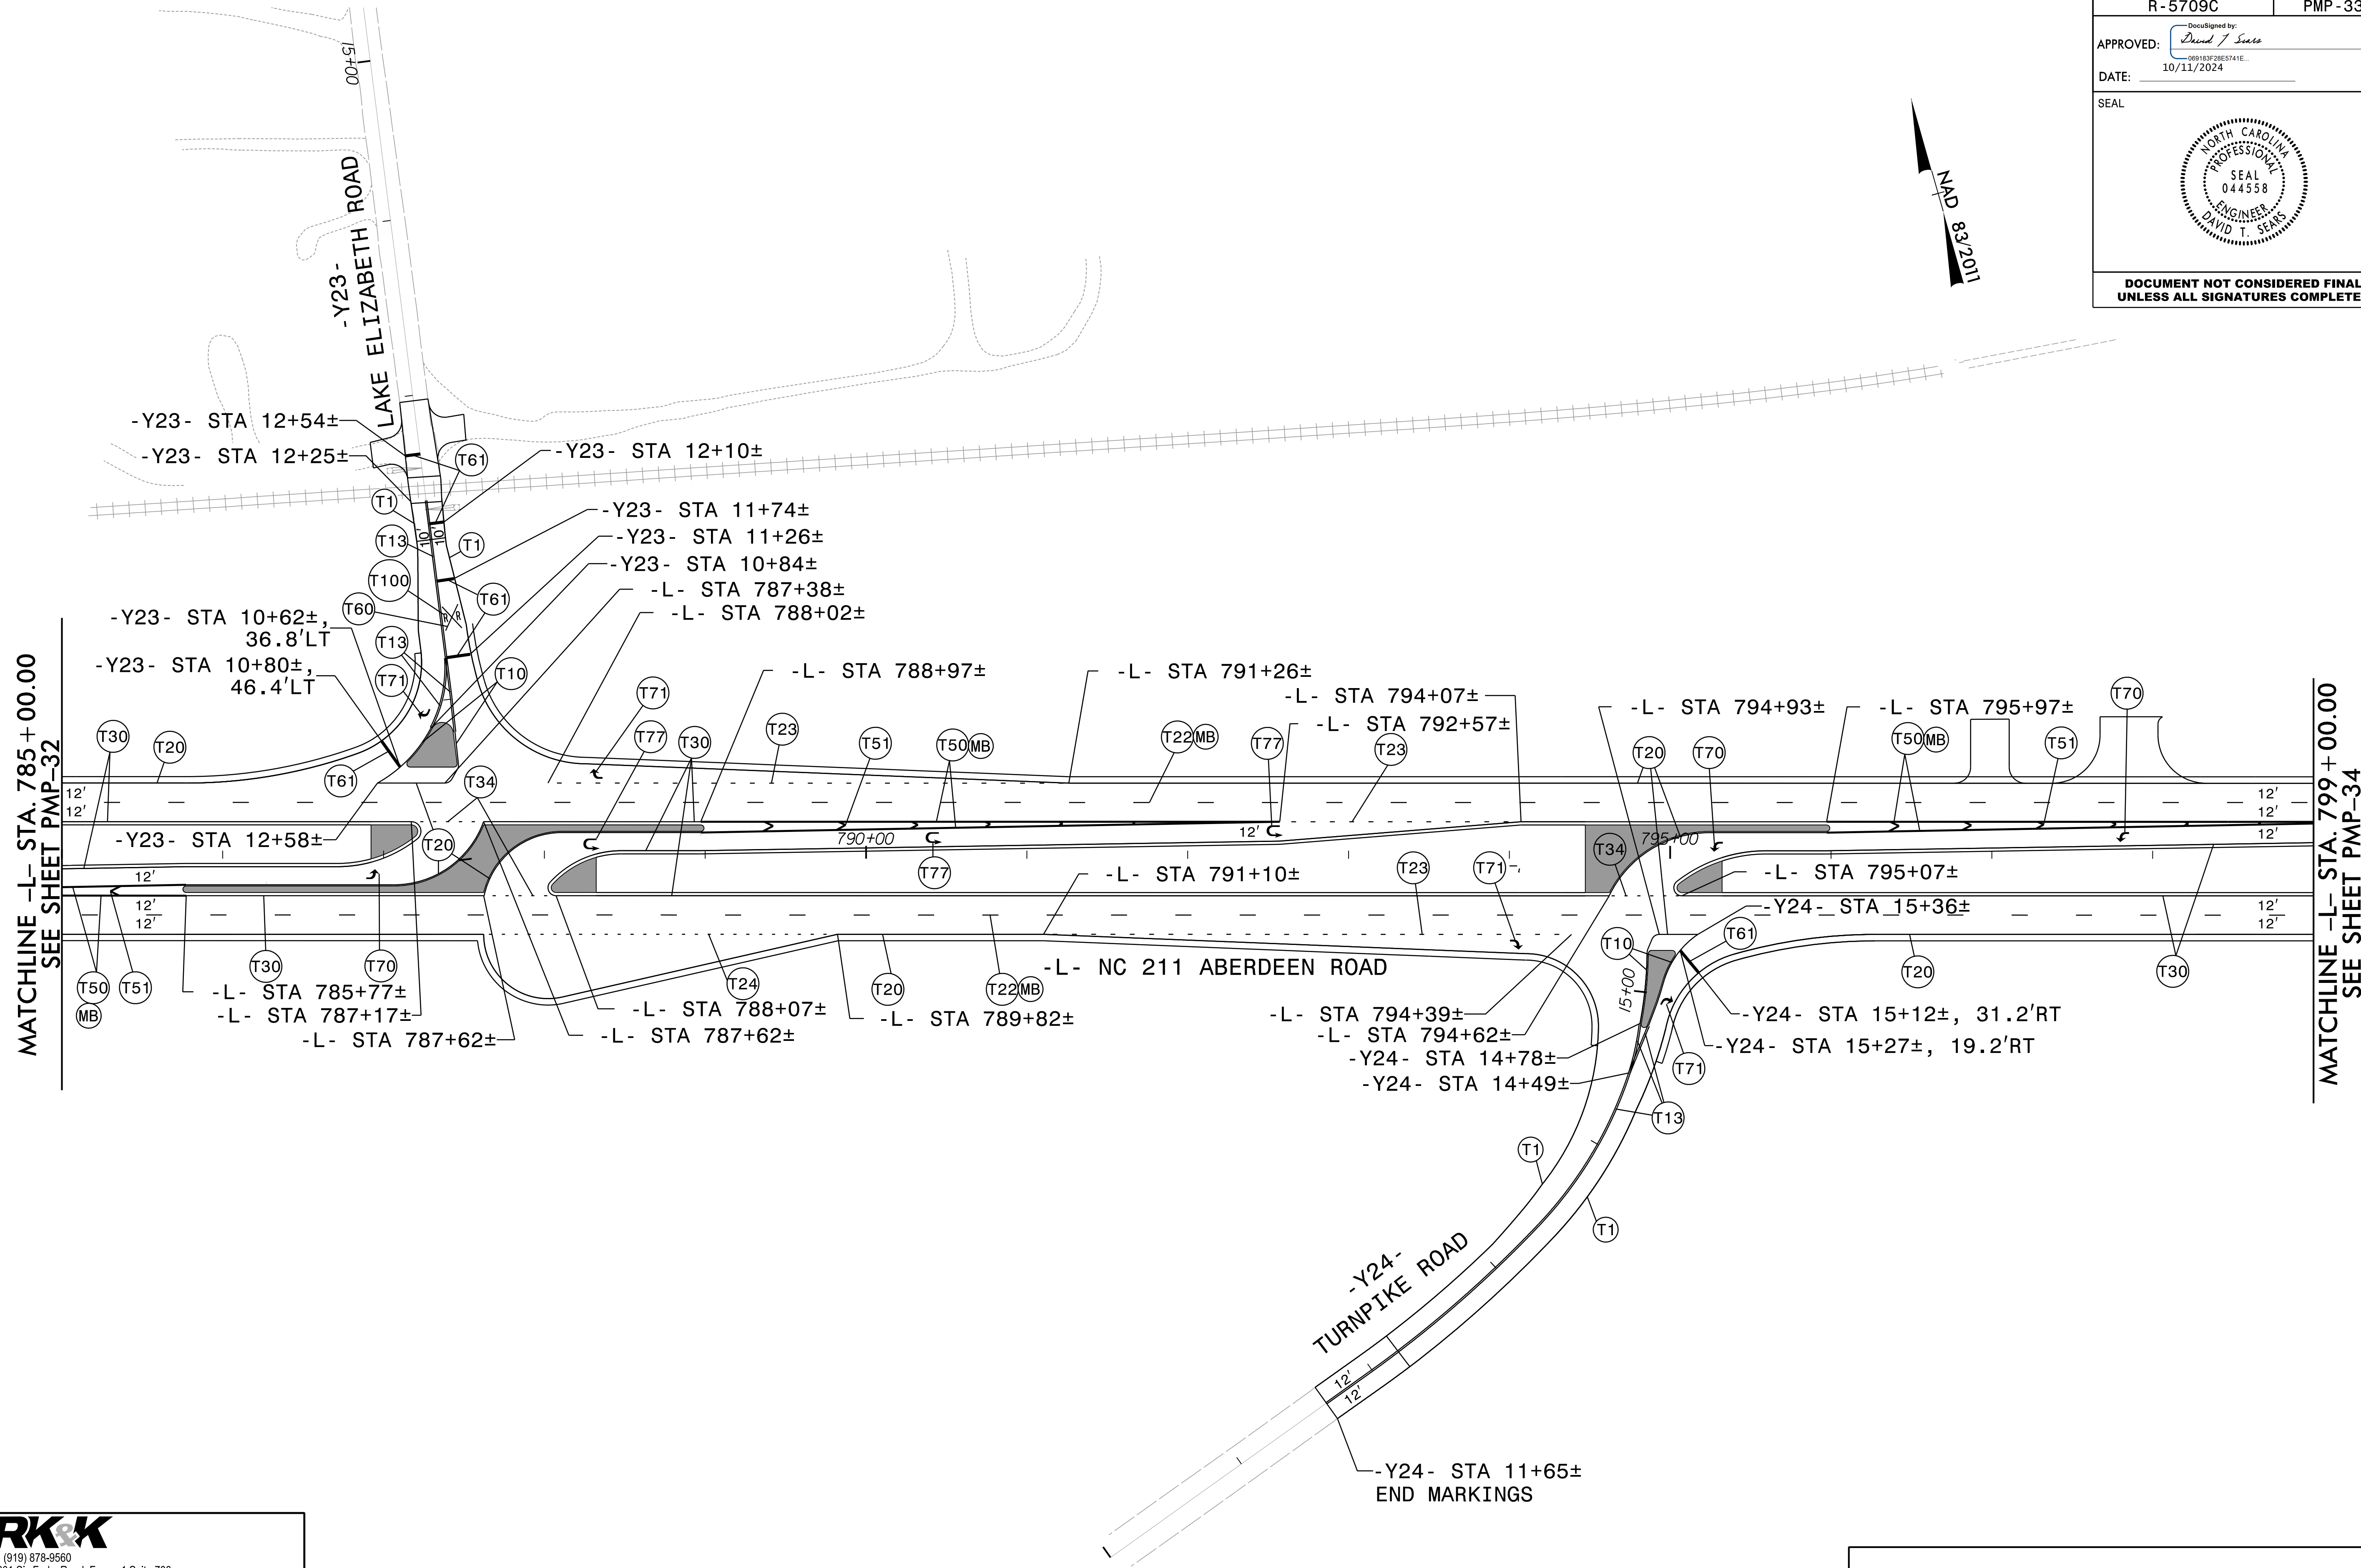 R-5709C
PMP-33
DocuSigned by:
APPROVED:
David T Sears
069183F28E5741E...
DATE:
10/11/2024
SEAL
NORTH CAROLINA
PROFESSIONAL
SEAL
044558
ENGINEER
DAVID T. SEARS
DOCUMENT NOT CONSIDERED FINAL
UNLESS ALL SIGNATURES COMPLETE
NAD 83/2011
15+00
-Y23-
LAKE ELIZABETH ROAD
-Y23- STA 12+54±
-Y23- STA 12+25±
T61
-Y23- STA 12+10±
T1
10'
10'
T13
T1
-Y23- STA 11+74±
-Y23- STA 11+26±
-Y23- STA 10+84±
-L- STA 787+38±
-L- STA 788+02±
T100
T60
T61
R R
-Y23- STA 10+62±,
36.8'LT
T13
-Y23- STA 10+80±,
46.4'LT
T71
T10
MATCHLINE -L- STA. 785+00.00
SEE SHEET PMP-32
T30
T20
T61
T34
T71
T77
T30
-L- STA 788+97±
T23
T51
T50
MB
-L- STA 791+26±
-L- STA 794+07±
-L- STA 792+57±
T22
MB
T77
T23
-L- STA 794+93±
-L- STA 795+97±
T20
T70
T50
MB
T51
T70
12'
12'
12'
12'
12'
12'
-Y23- STA 12+58±
T20
790+00
T77
12'
T34
795+00
12'
T23
T71
-L- STA 791+10±
-L- STA 795+07±
-Y24- STA 15+36±
12'
12'
T50
MB
T51
T30
T70
-L- STA 785+77±
-L- STA 787+17±
-L- STA 787+62±
-L- STA 788+07±
-L- STA 787+62±
T24
T20
-L- STA 789+82±
T22
MB
-L- NC 211 ABERDEEN ROAD
-L- STA 794+39±
-L- STA 794+62±
-Y24- STA 14+78±
-Y24- STA 14+49±
T10
15+00
T61
T20
T30
-Y24- STA 15+12±, 31.2'RT
-Y24- STA 15+27±, 19.2'RT
T71
T13
MATCHLINE -L- STA. 799+00.00
SEE SHEET PMP-34
T1
T1
-Y24-
TURNPIKE ROAD
12'
12'
-Y24- STA 11+65±
END MARKINGS
RK&K
(919) 878-9560